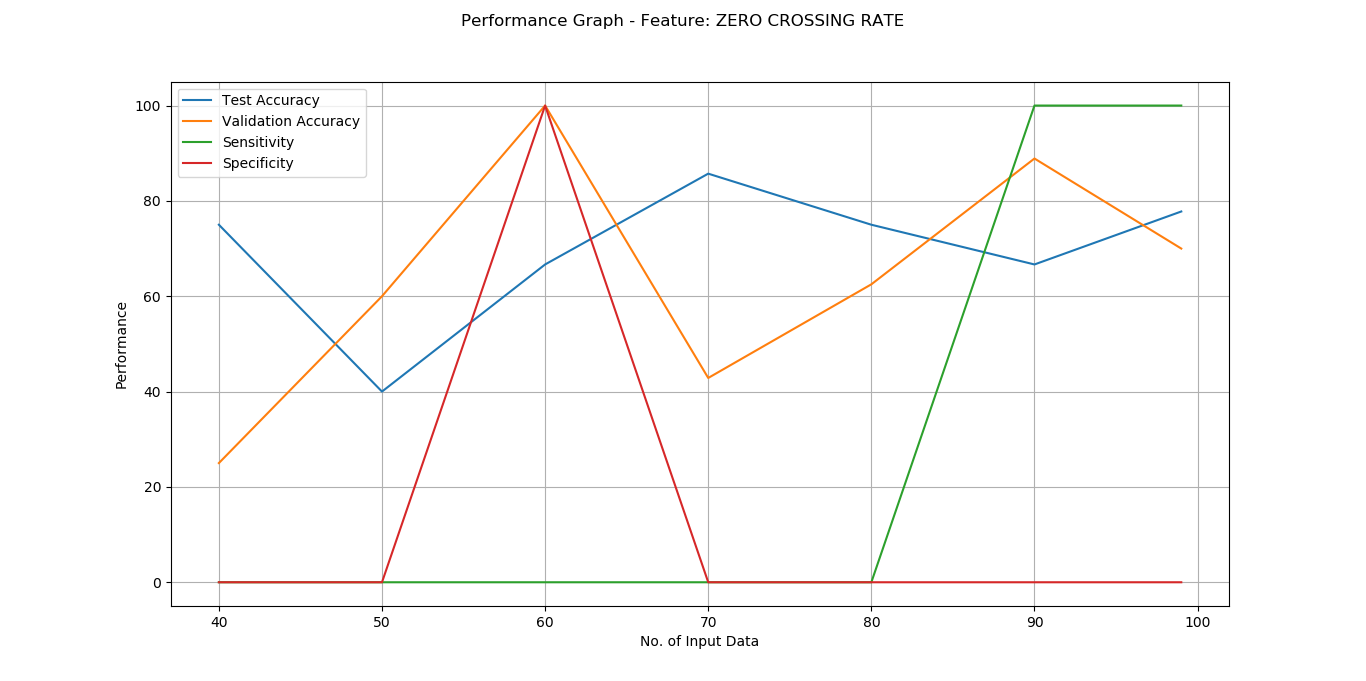 Performance Graph - Feature: ZERO CROSSING RATE
Test Accuracy
Validation Accuracy
Sensitivity
Specificity
100
80
60
40
20
0
Performance
40 50 60 70 80 90 100
No. of Input Data